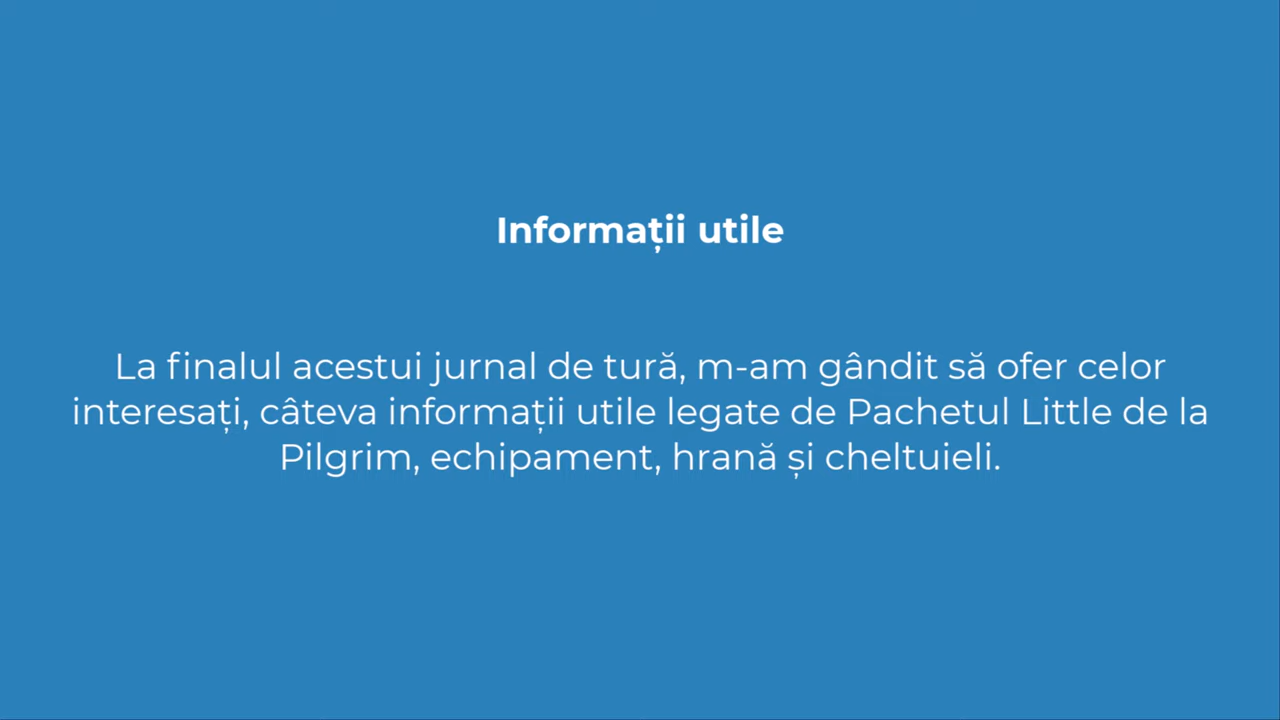 Informații utile
La finalul acestui jurnal de tură, m-am gândit să ofer celor
interesați, câteva informații utile legate de Pachetul Little de la
Pilgrim, echipament, hrană și cheltuieli.